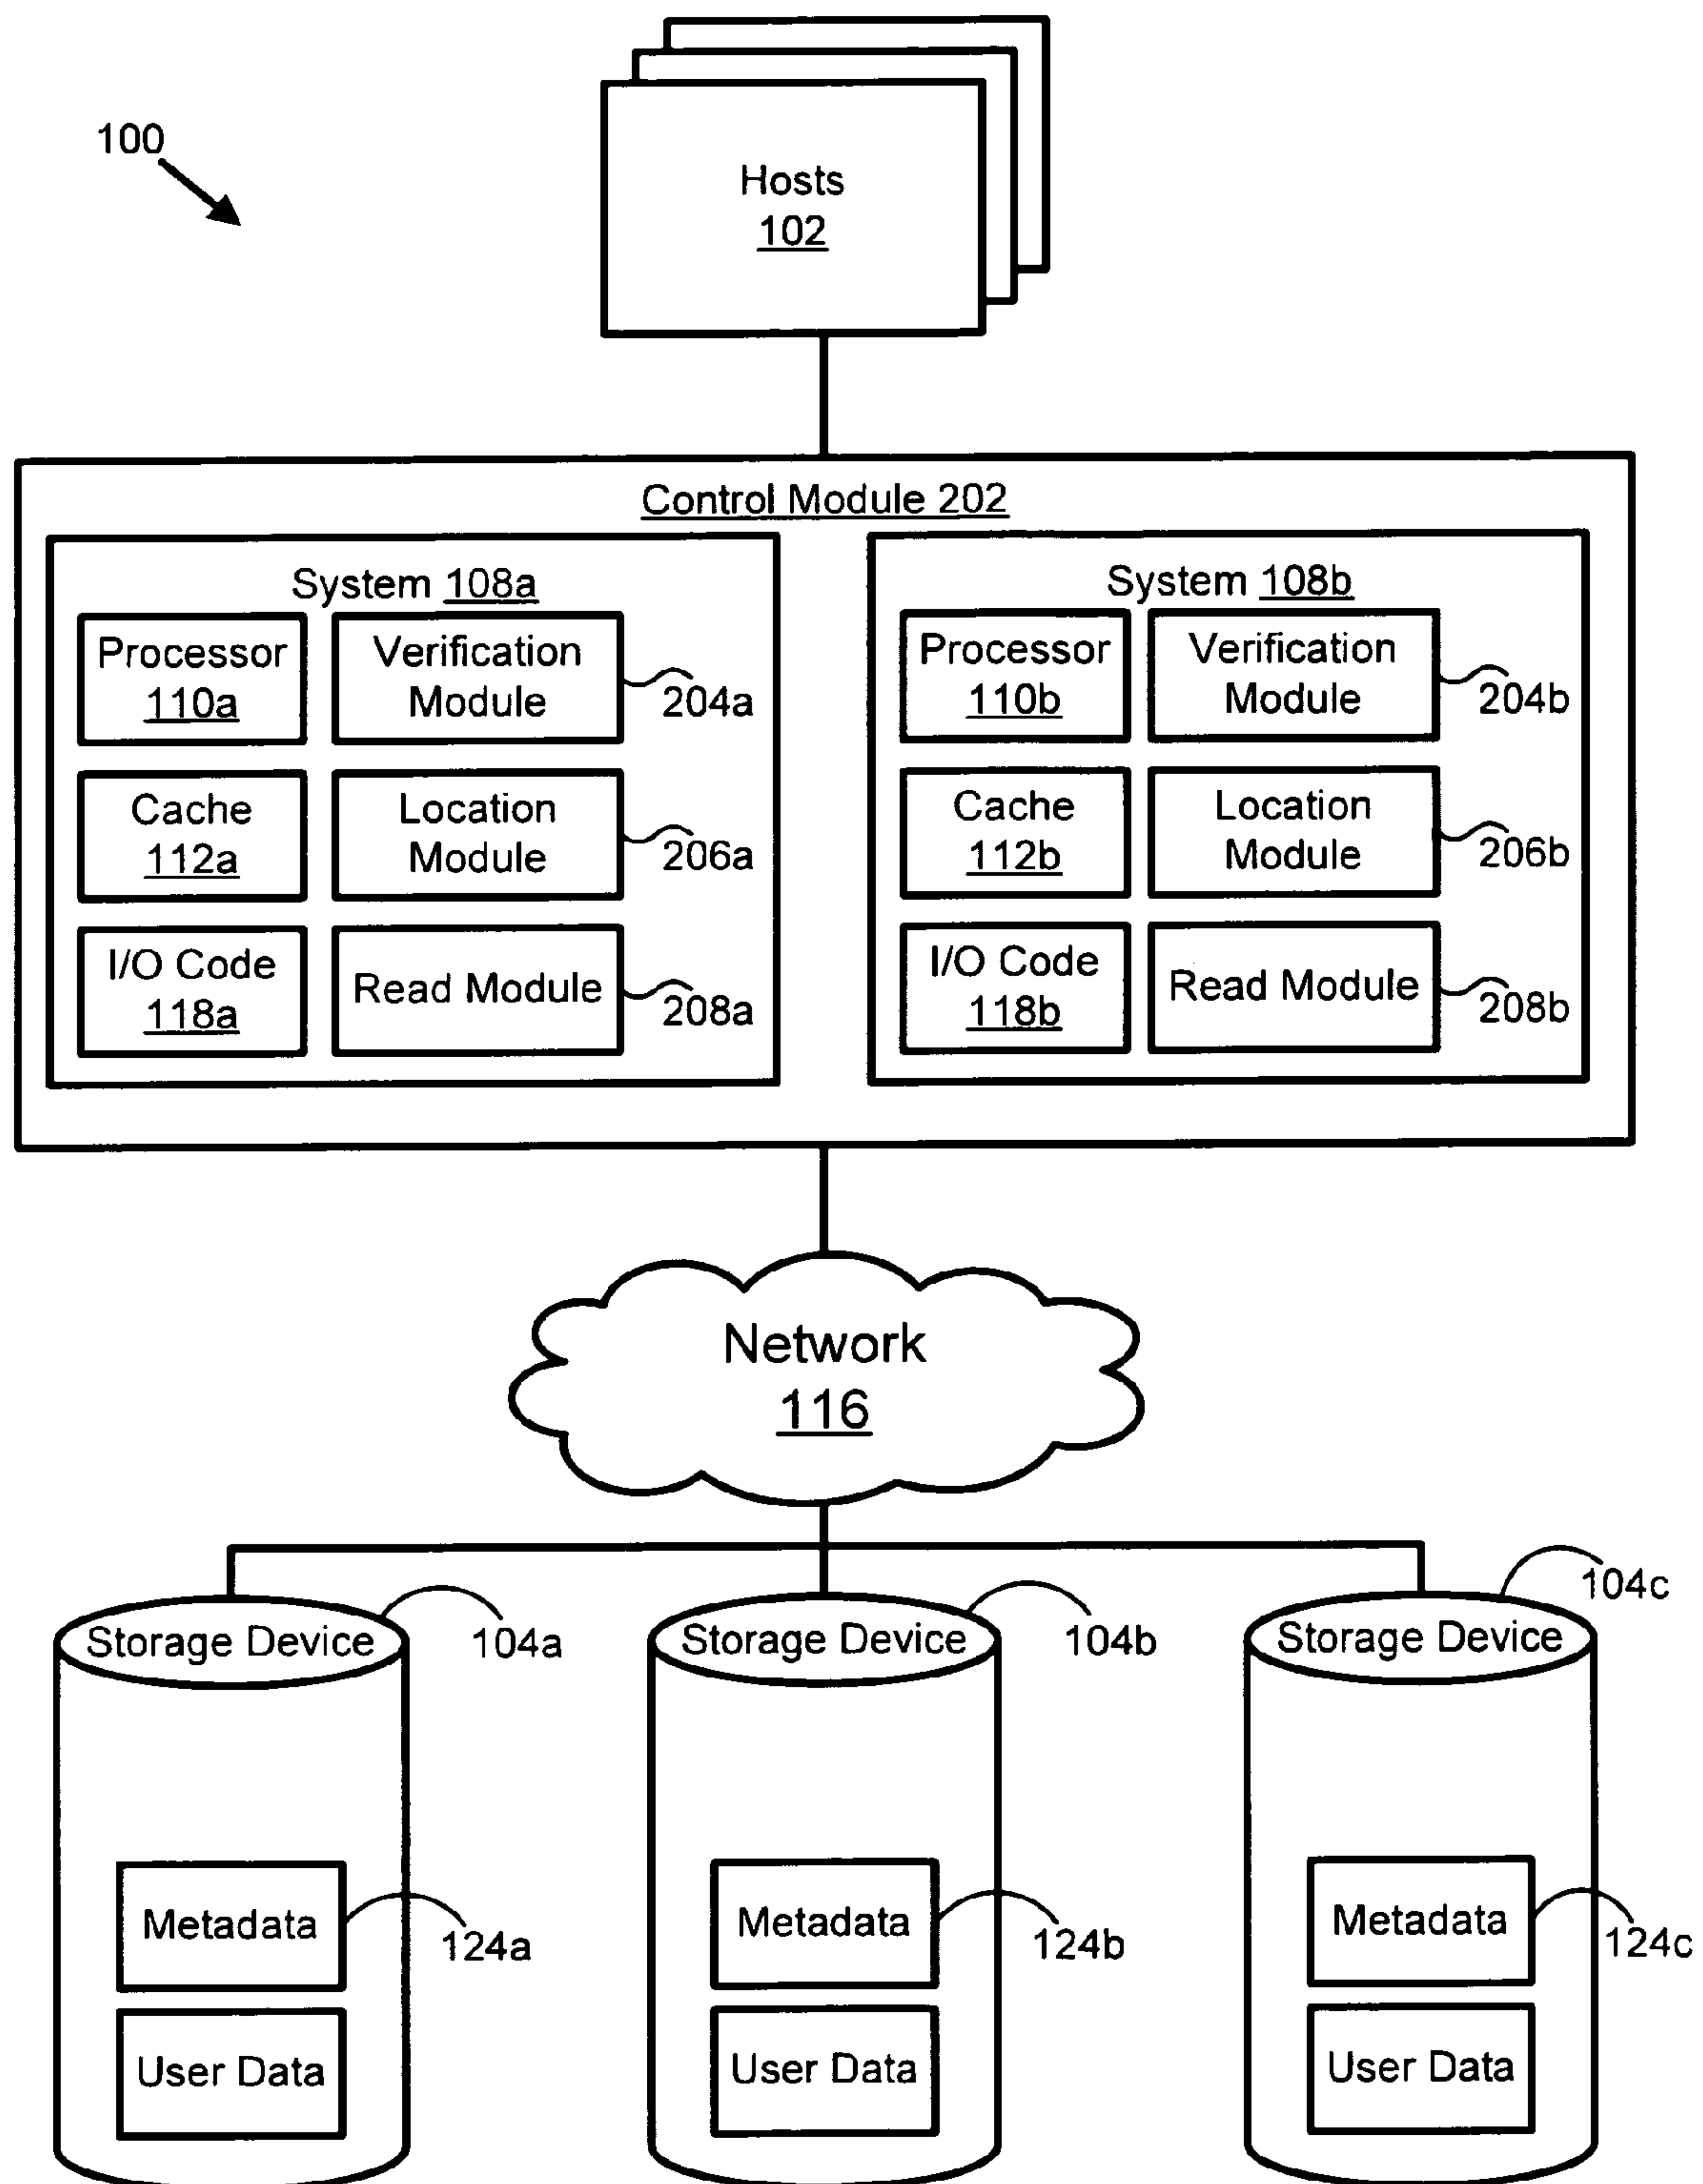 100
Hosts
102
Control Module 202
System 108a
Processor
110a
Verification
Module
204a
Cache
112a
Location
Module
206a
I/O Code
118a
Read Module
208a
System 108b
Processor
110b
Verification
Module
204b
Cache
112b
Location
Module
206b
I/O Code
118b
Read Module
208b
Network
116
Storage Device
104a
Storage Device
104b
Storage Device
104c
Metadata
124a
Metadata
124b
Metadata
124c
User Data
User Data
User Data